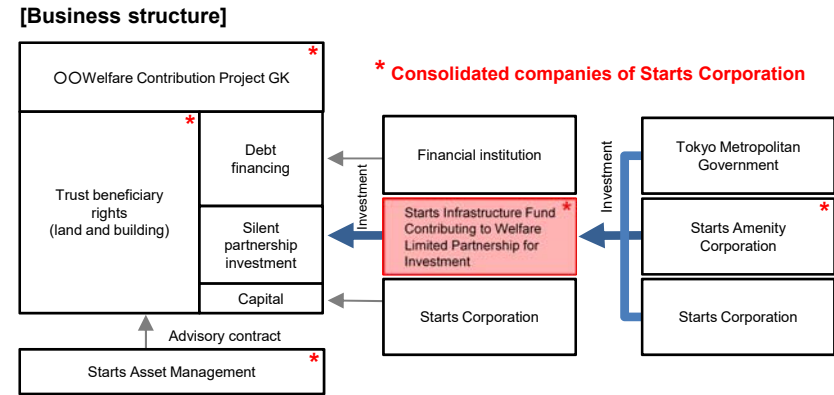 [Business structure]
*
○○Welfare Contribution Project GK
* Consolidated companies of Starts Corporation
*
Trust beneficiary
rights
(land and building)
Debt
financing
Silent
partnership
investment
Capital
Investment
Financial institution
Starts Infrastructure Fund *
Contributing to Welfare
Limited Partnership for
Investment
Starts Corporation
Investment
Tokyo Metropolitan
Government
*
Starts Amenity
Corporation
Starts Corporation
Advisory contract
*
Starts Asset Management